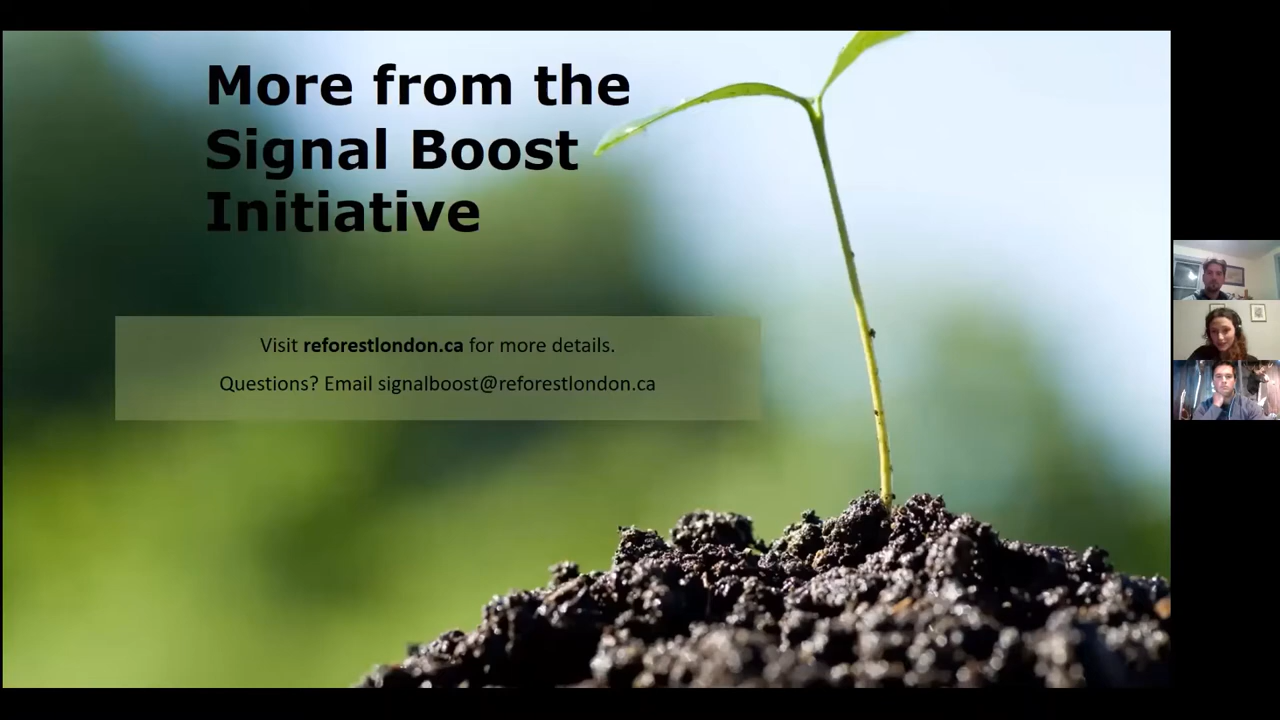 More from the
Signal Boost
Initiative
Visit reforestlondon.ca for more details.
Questions? Email signalboost@reforestlondon.ca